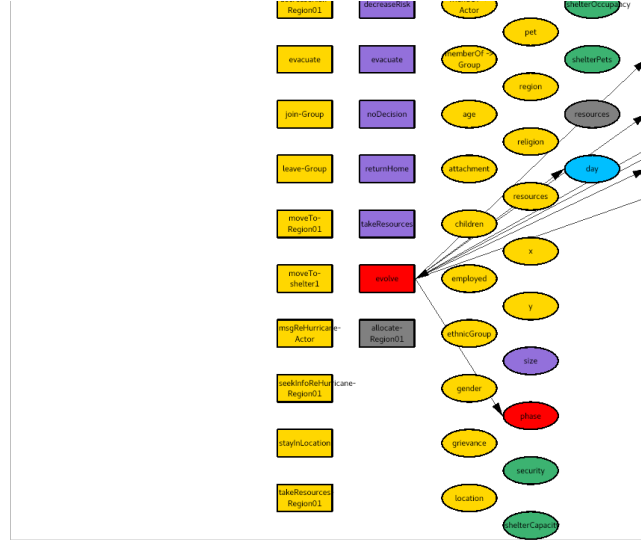 Region01
decreaseRisk
Actor
shelterOccupancy
pet
evacuate
evacuate
memberOf ->
Group
shelterPets
region
join-Group
noDecision
age
resources
religion
leave-Group
returnHome
attachment
day
resources
moveTo-
Region01
takeResources
children
x
moveTo-
shelter1
evolve
employed
y
msgReHurricane-
Actor
allocate-
Region01
ethnicGroup
size
seekInfoReHurricane-
Region01
gender
phase
stayInLocation
grievance
security
takeResources-
Region01
location
shelterCapacity